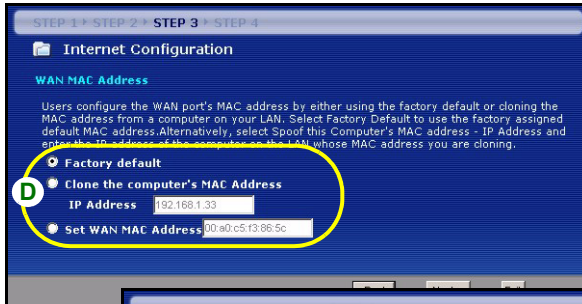 STEP 1 STEP 2 STEP 3 STEP 4
Internet Configuration
WAN MAC Address
Users configure the WAN port's MAC address by either using the factory default or cloning the
MAC address from a computer on your LAN. Select Factory Default to use the factory assigned
default MAC address.Alternatively, select Spoof this Computer's MAC address - IP Address and
enter the IP address of the computer on the LAN whose MAC address you are cloning.
Factory default
D
Clone the computer's MAC Address
IP Address 192.168.1.33
Set WAN MAC Address 00:a0:c5:f3:86:5c